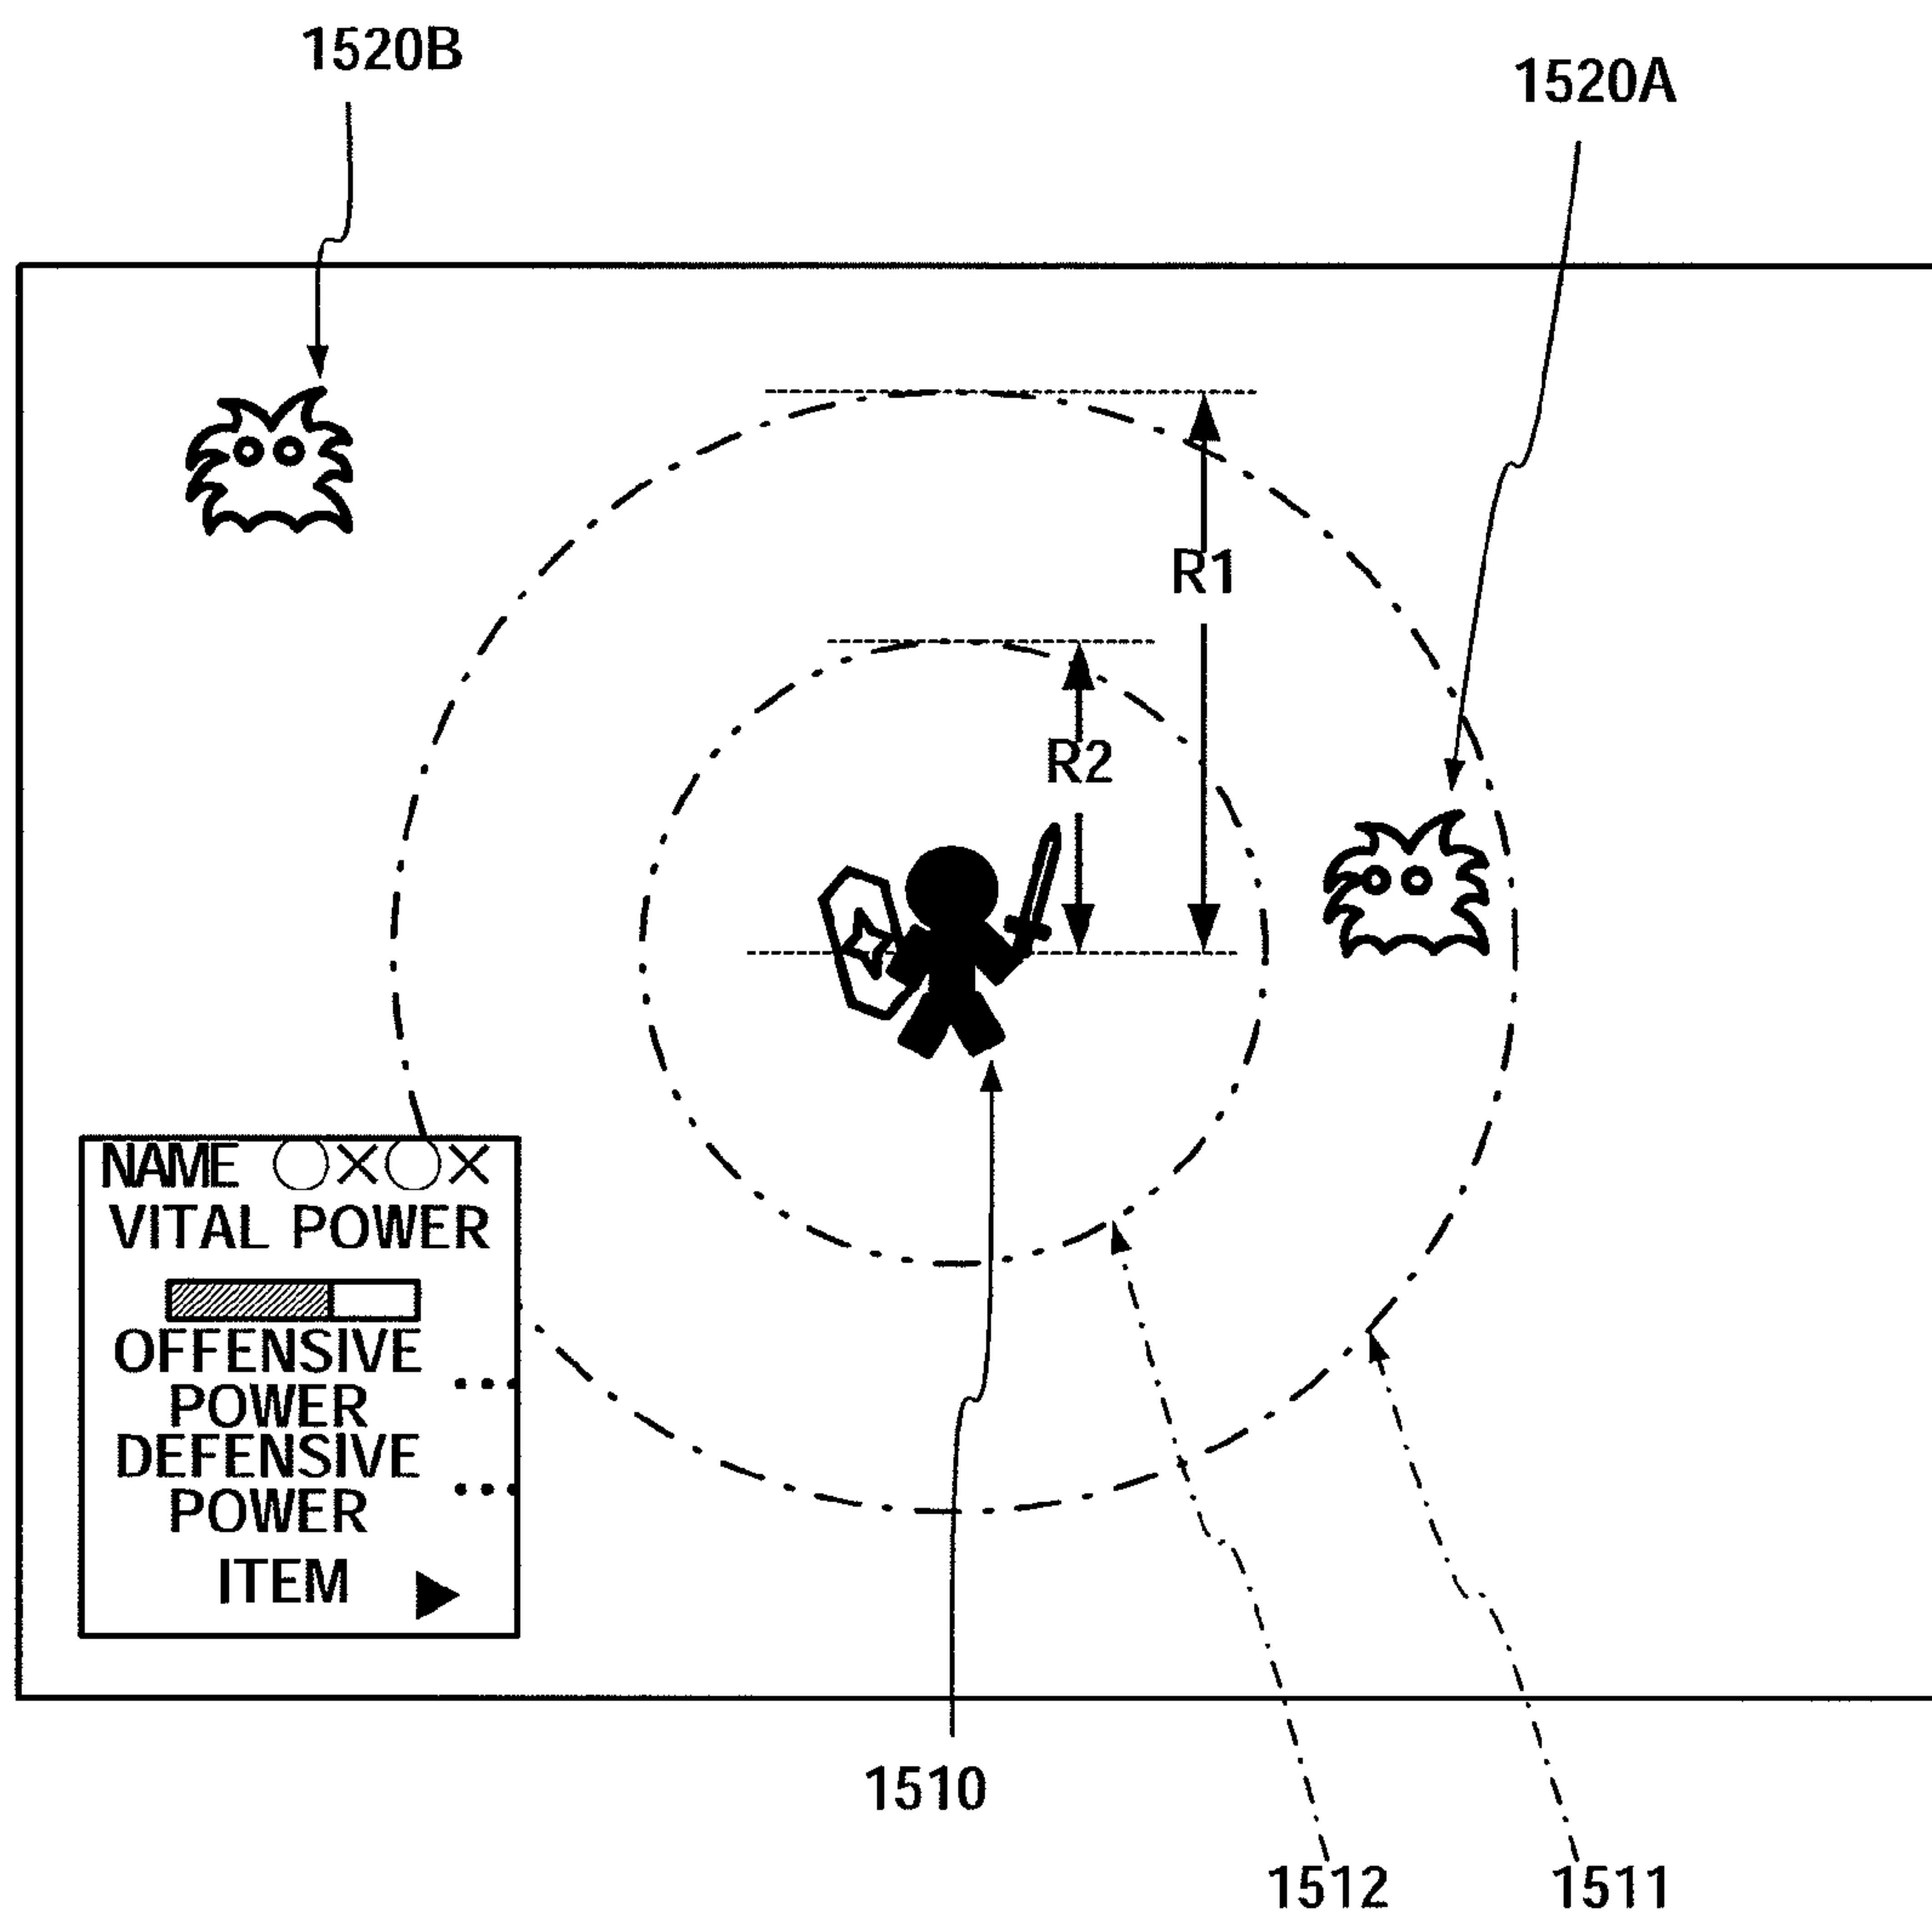 1520B
1520A
R1
R2
NAME ○×○×
VITAL POWER
OFFENSIVE
POWER ...
DEFENSIVE
POWER ...
ITEM ▶
1510
1512
1511